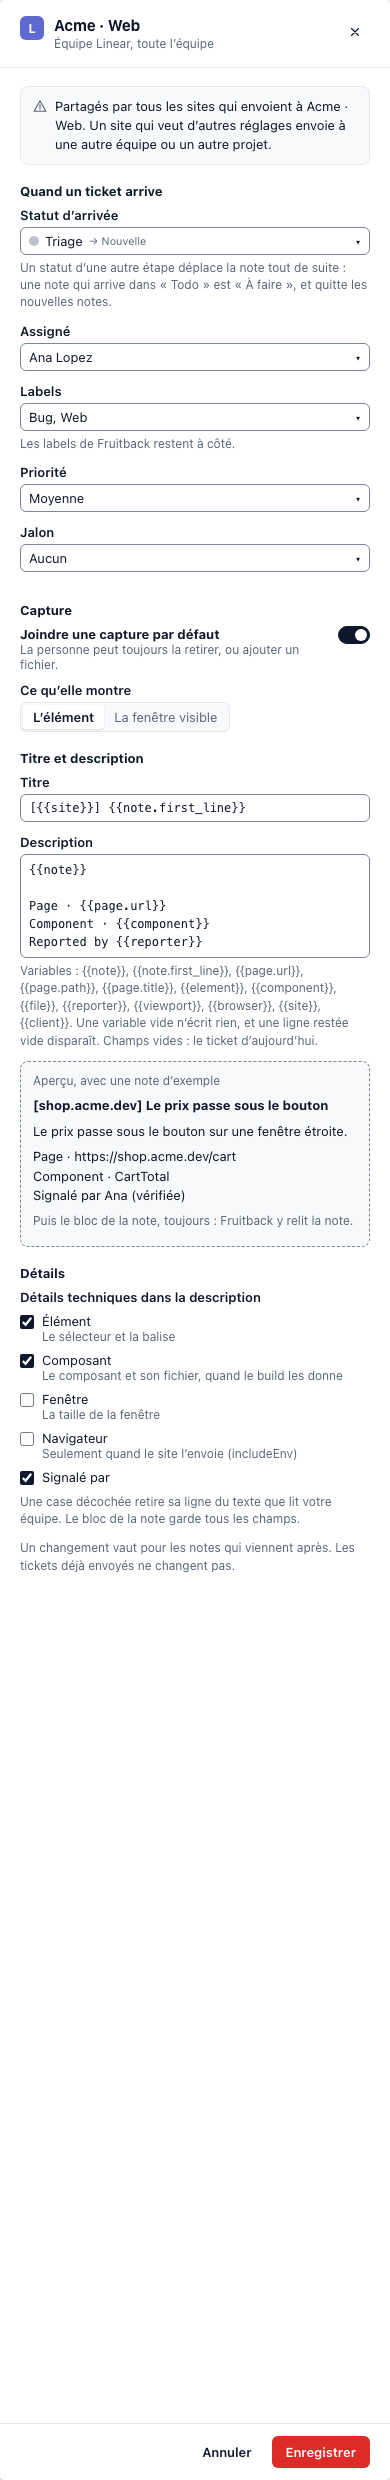 L
Acme · Web
Équipe Linear, toute l’équipe
×
Partagés par tous les sites qui envoient à Acme ·
Web. Un site qui veut d’autres réglages envoie à
une autre équipe ou un autre projet.
Quand un ticket arrive
Statut d’arrivée
Triage → Nouvelle
Un statut d’une autre étape déplace la note tout de suite :
une note qui arrive dans « Todo » est « À faire », et quitte les
nouvelles notes.
Assigné
Ana Lopez
Labels
Bug, Web
Les labels de Fruitback restent à côté.
Priorité
Moyenne
Jalon
Aucun
Capture
Joindre une capture par défaut
La personne peut toujours la retirer, ou ajouter un
fichier.
Ce qu’elle montre
L’élément La fenêtre visible
Titre et description
Titre
[{{site}}] {{note.first_line}}
Description
{{note}}
Page · {{page.url}}
Component · {{component}}
Reported by {{reporter}}
Variables : {{note}}, {{note.first_line}}, {{page.url}},
{{page.path}}, {{page.title}}, {{element}}, {{component}},
{{file}}, {{reporter}}, {{viewport}}, {{browser}}, {{site}},
{{client}}. Une variable vide n’écrit rien, et une ligne restée
vide disparaît. Champs vides : le ticket d’aujourd’hui.
Aperçu, avec une note d’exemple
[shop.acme.dev] Le prix passe sous le bouton
Le prix passe sous le bouton sur une fenêtre étroite.
Page · https://shop.acme.dev/cart
Component · CartTotal
Signalé par Ana (vérifiée)
Puis le bloc de la note, toujours : Fruitback y relit la note.
Détails
Détails techniques dans la description
Élément
Le sélecteur et la balise
Composant
Le composant et son fichier, quand le build les donne
Fenêtre
La taille de la fenêtre
Navigateur
Seulement quand le site l’envoie (includeEnv)
Signalé par
Une case décochée retire sa ligne du texte que lit votre
équipe. Le bloc de la note garde tous les champs.
Un changement vaut pour les notes qui viennent après. Les
tickets déjà envoyés ne changent pas.
Annuler Enregistrer